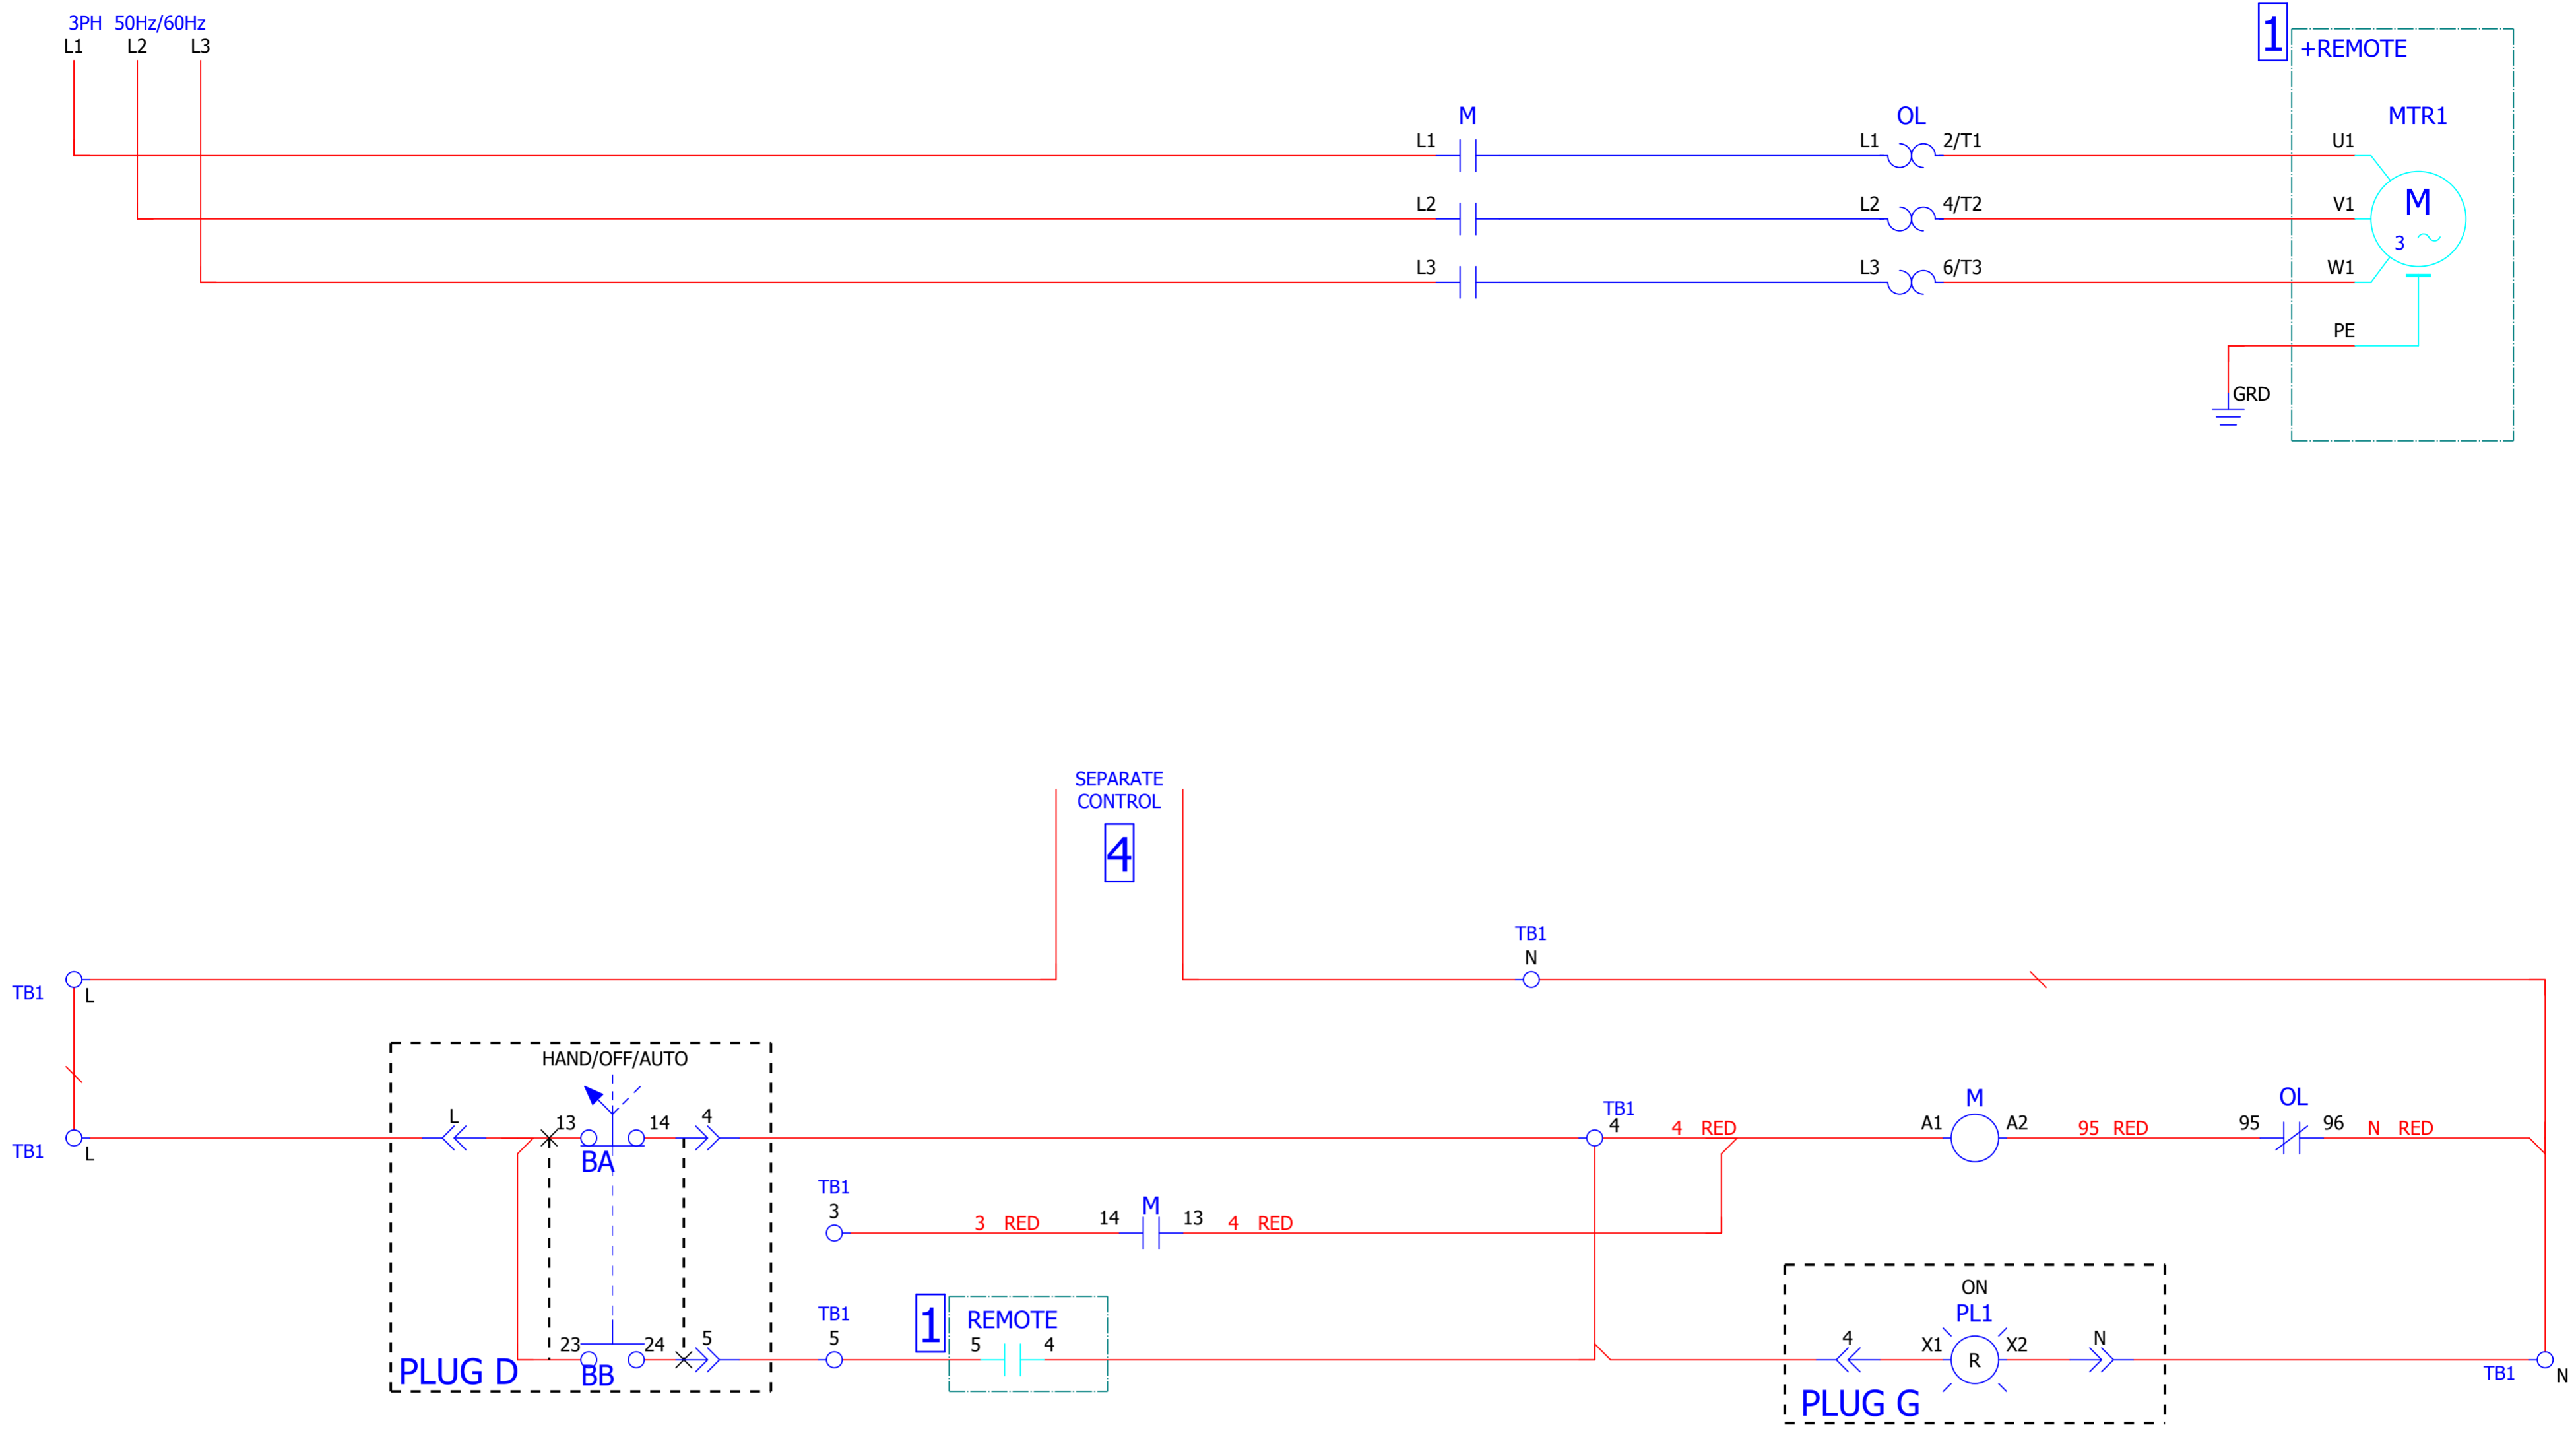 3PH 50Hz/60Hz
L1 L2 L3
1
+REMOTE
M OL MTR1
L1 L1 2/T1 U1
L2 L2 4/T2 V1
M
3
L3 L3 6/T3 W1
PE
GRD
SEPARATE
CONTROL
4
TB1
N
TB1 L
HAND/OFF/AUTO
L 13 14 4
TB1
4
4 RED
M
A1 A2
95 RED
OL
95 96
N RED
TB1 L
BA
TB1
3
3 RED
M
14 13
4 RED
TB1
5
1
REMOTE
5 4
23 24 5
BB
PLUG D
ON
PL1
4 X1 R X2 N
PLUG G
TB1 N